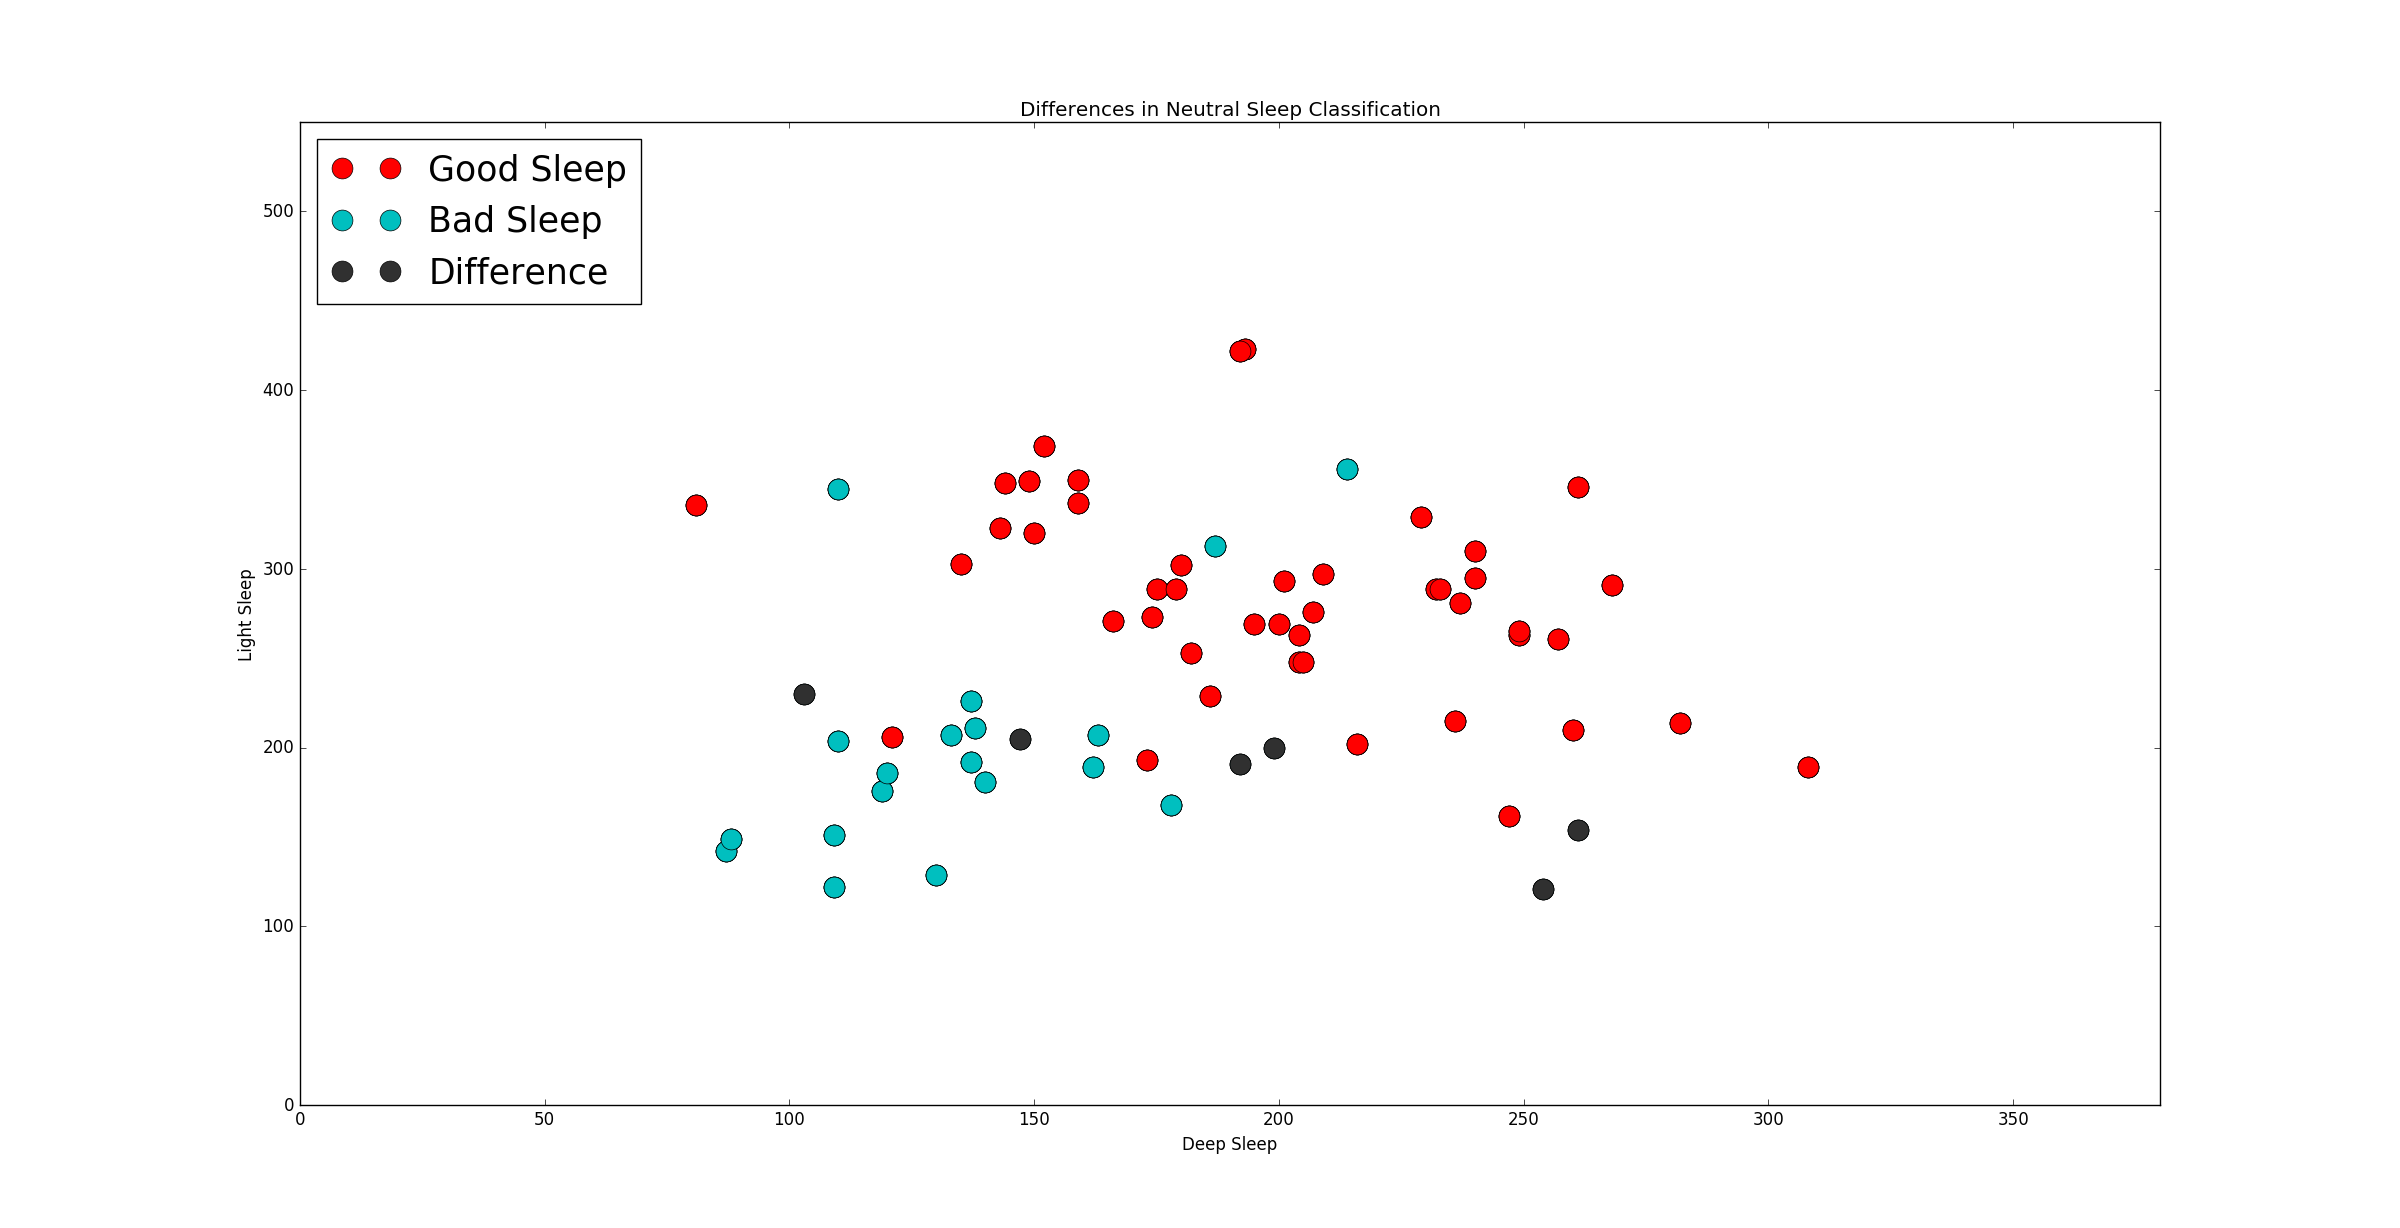 Differences in Neutral Sleep Classification
Good Sleep
Bad Sleep
Difference
500
400
300
200
100
0
Light Sleep
0 50 100 150 200 250 300 350
Deep Sleep